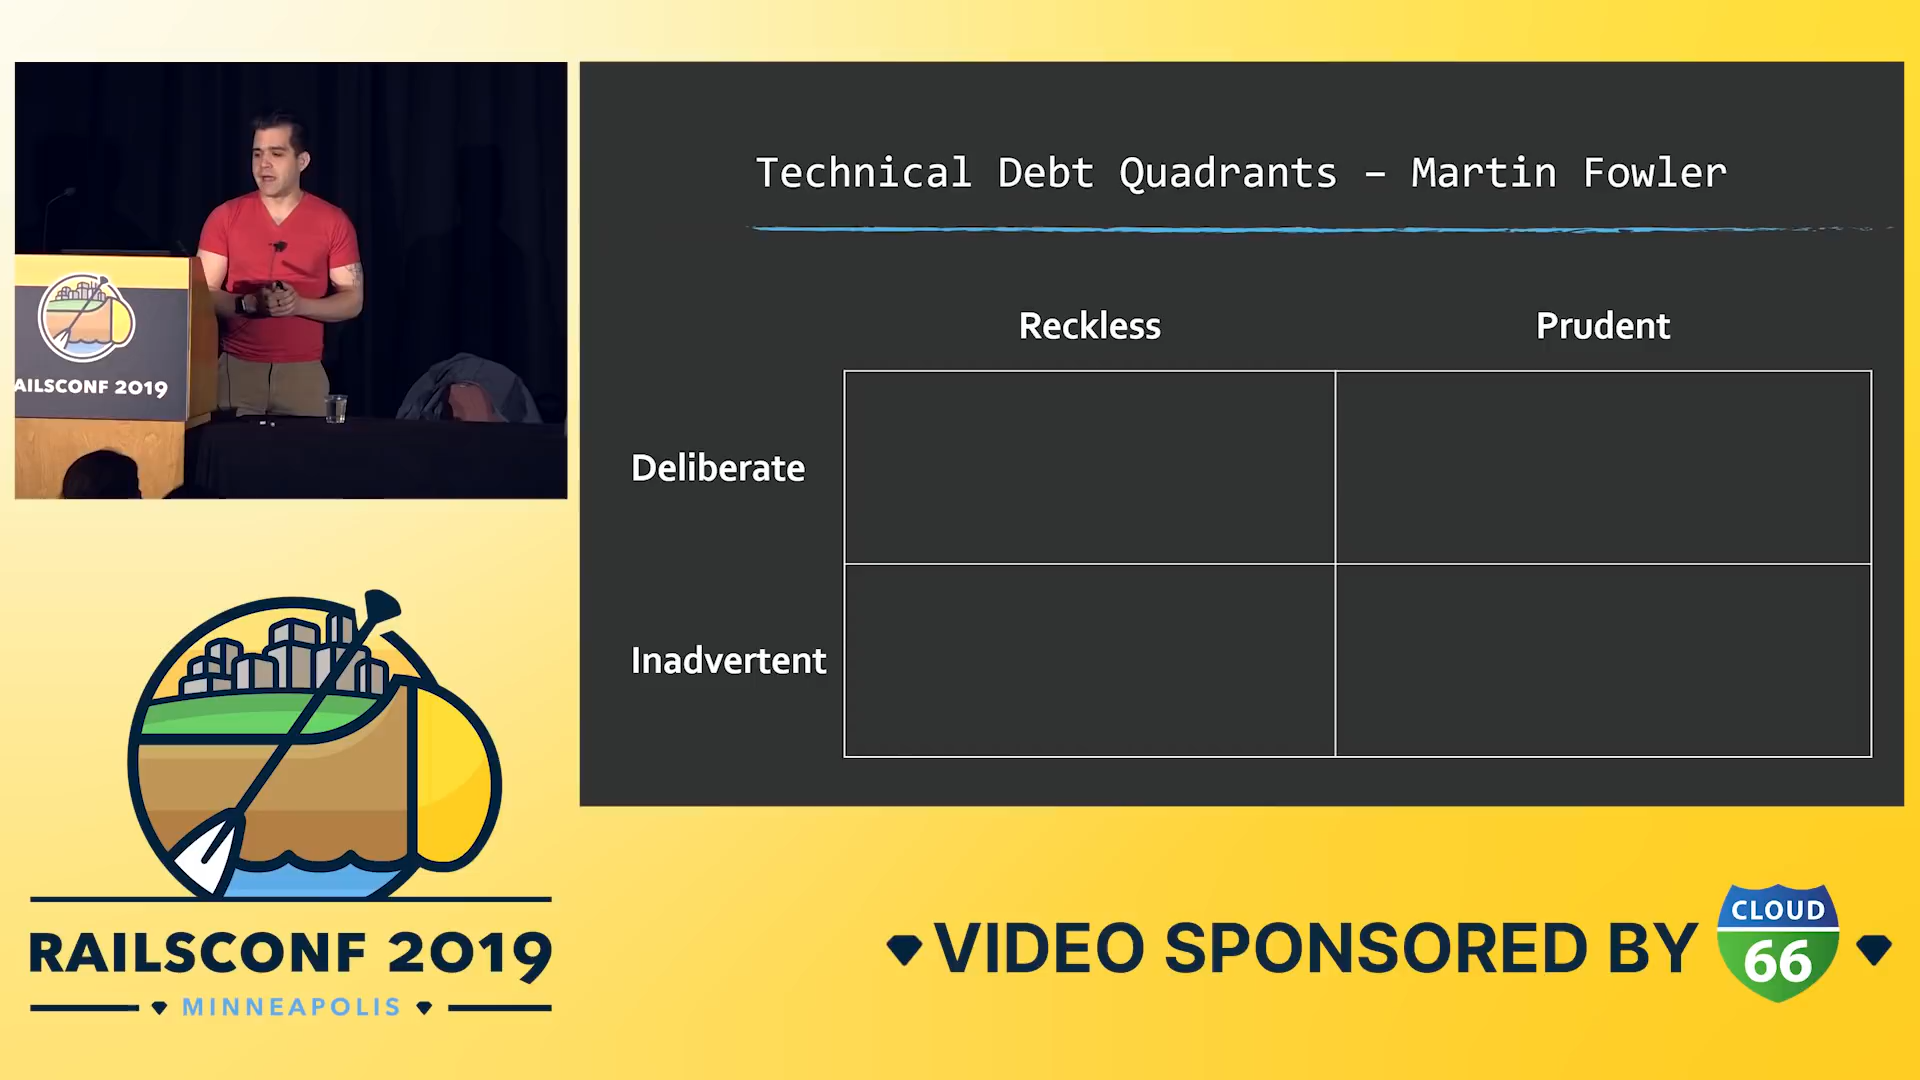 AILSCONF 2019
Technical Debt Quadrants – Martin Fowler
Reckless
Prudent
Deliberate
Inadvertent
RAILSCONF 2019
MINNEAPOLIS
VIDEO SPONSORED BY
CLOUD
66